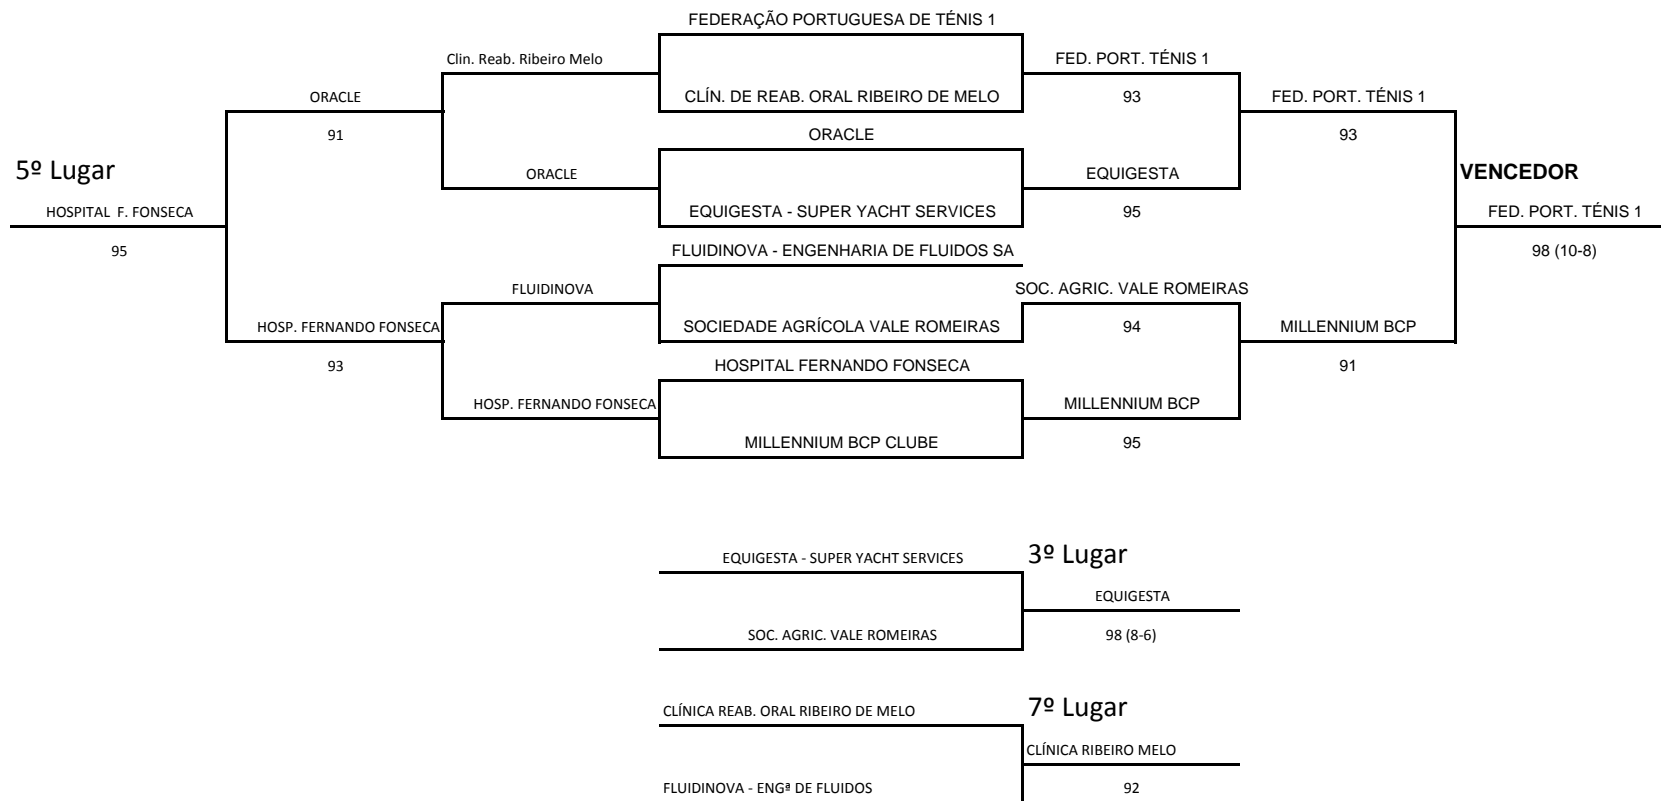 FEDERAÇÃO PORTUGUESA DE TÉNIS 1
Clin. Reab. Ribeiro Melo
FED. PORT. TÉNIS 1
ORACLE
CLÍN. DE REAB. ORAL RIBEIRO DE MELO
93
FED. PORT. TÉNIS 1
91
ORACLE
93
5º Lugar
ORACLE
EQUIGESTA
VENCEDOR
HOSPITAL F. FONSECA
EQUIGESTA - SUPER YACHT SERVICES
95
FED. PORT. TÉNIS 1
95
FLUIDINOVA - ENGENHARIA DE FLUIDOS SA
98 (10-8)
FLUIDINOVA
SOC. AGRIC. VALE ROMEIRAS
HOSP. FERNANDO FONSECA
SOCIEDADE AGRÍCOLA VALE ROMEIRAS
94
MILLENNIUM BCP
93
HOSPITAL FERNANDO FONSECA
91
HOSP. FERNANDO FONSECA
MILLENNIUM BCP
MILLENNIUM BCP CLUBE
95
EQUIGESTA - SUPER YACHT SERVICES
3º Lugar
EQUIGESTA
SOC. AGRIC. VALE ROMEIRAS
98 (8-6)
CLÍNICA REAB. ORAL RIBEIRO DE MELO
7º Lugar
CLÍNICA RIBEIRO MELO
FLUIDINOVA - ENGª DE FLUIDOS
92